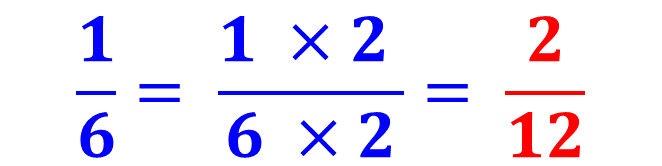 1/6 = (1 × 2)/(6 × 2) = 2/12